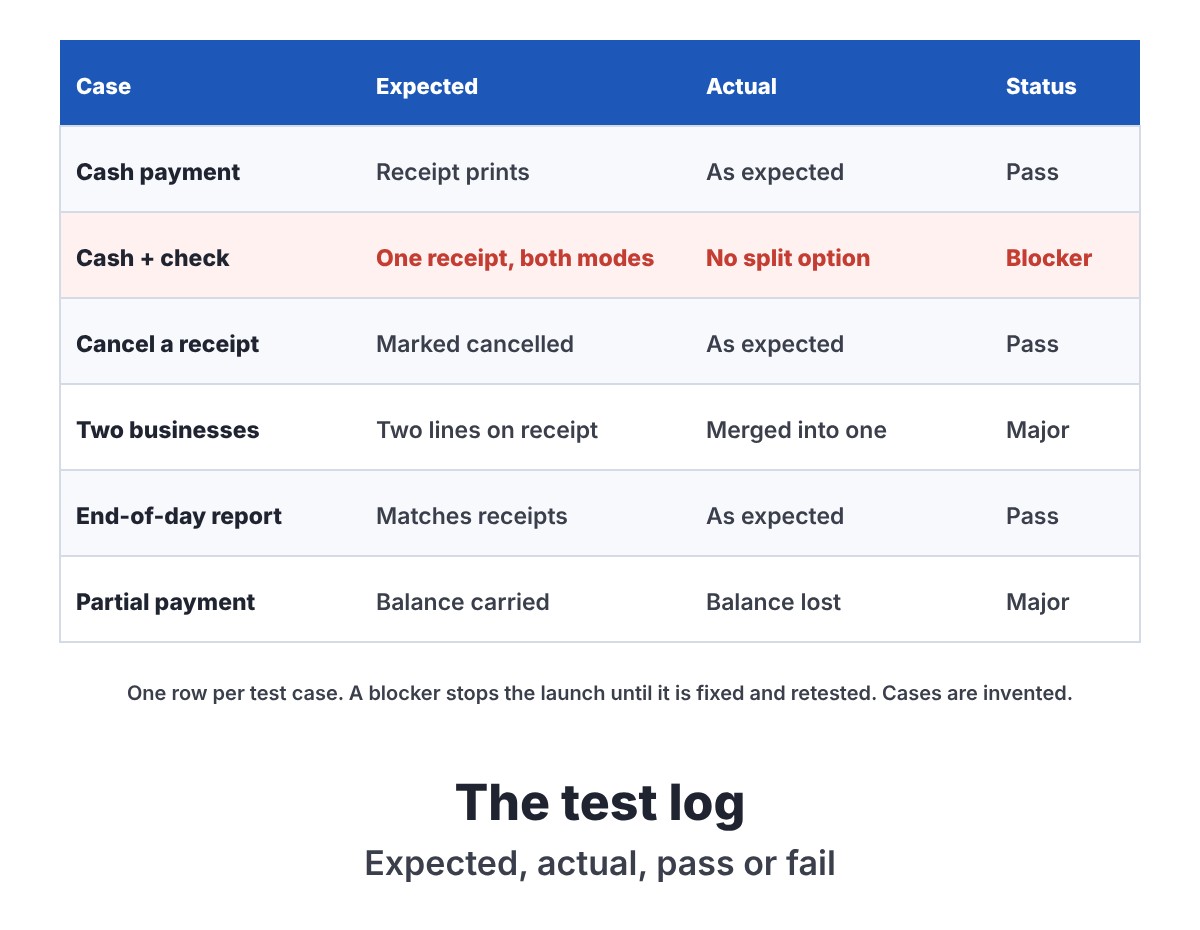 Case Expected Actual Status
Cash payment Receipt prints As expected Pass
Cash + check One receipt, both modes No split option Blocker
Cancel a receipt Marked cancelled As expected Pass
Two businesses Two lines on receipt Merged into one Major
End-of-day report Matches receipts As expected Pass
Partial payment Balance carried Balance lost Major
One row per test case. A blocker stops the launch until it is fixed and retested. Cases are invented.
The test log
Expected, actual, pass or fail